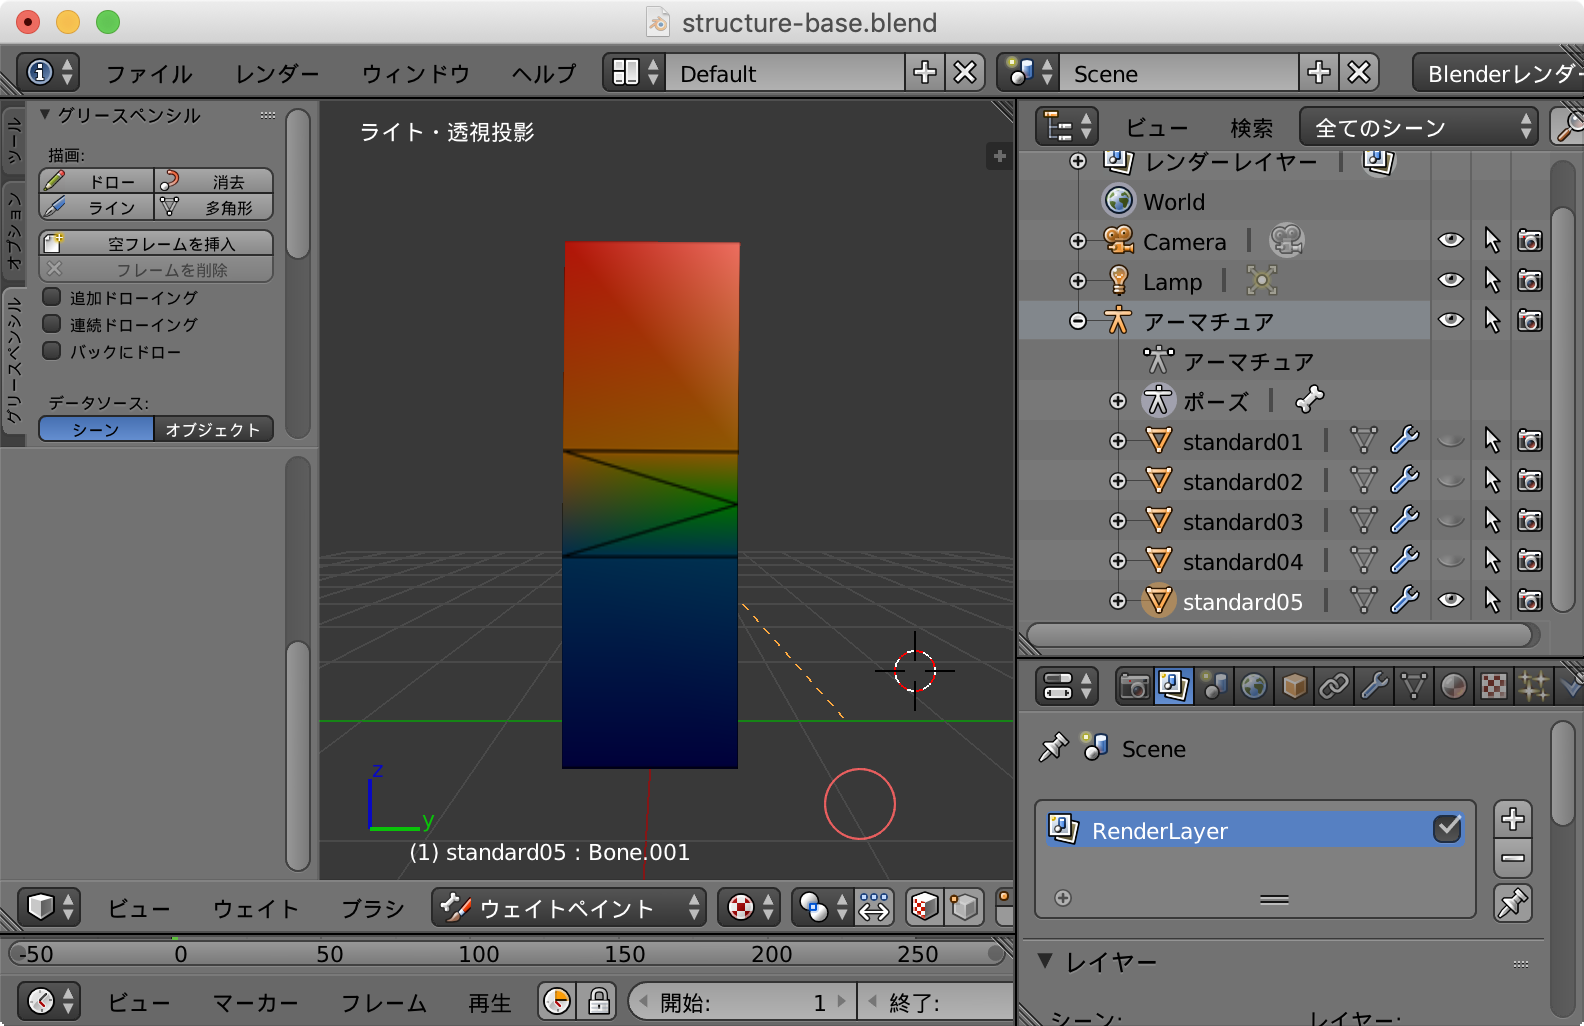 structure-base.blend
ファイル レンダー ウィンドウ ヘルプ Default Scene Blenderレンダー
ツール
オプション
グリースペンシル
グリースペンシル
描画:
ドロー 消去
ライン 多角形
空フレームを挿入
フレームを削除
追加ドローイング
連続ドローイング
バックにドロー
データソース:
シーン オブジェクト
ライト・透視投影
z
y
(1) standard05 : Bone.001
ビュー ウェイト ブラシ ウェイトペイント
-50 0 50 100 150 200 250
ビュー マーカー フレーム 再生 開始: 1 終了:
ビュー 検索 全てのシーン
レンダーレイヤー
World
Camera
Lamp
アーマチュア
アーマチュア
ポーズ
standard01
standard02
standard03
standard04
standard05
Scene
RenderLayer
レイヤー
シーン: レイヤー: